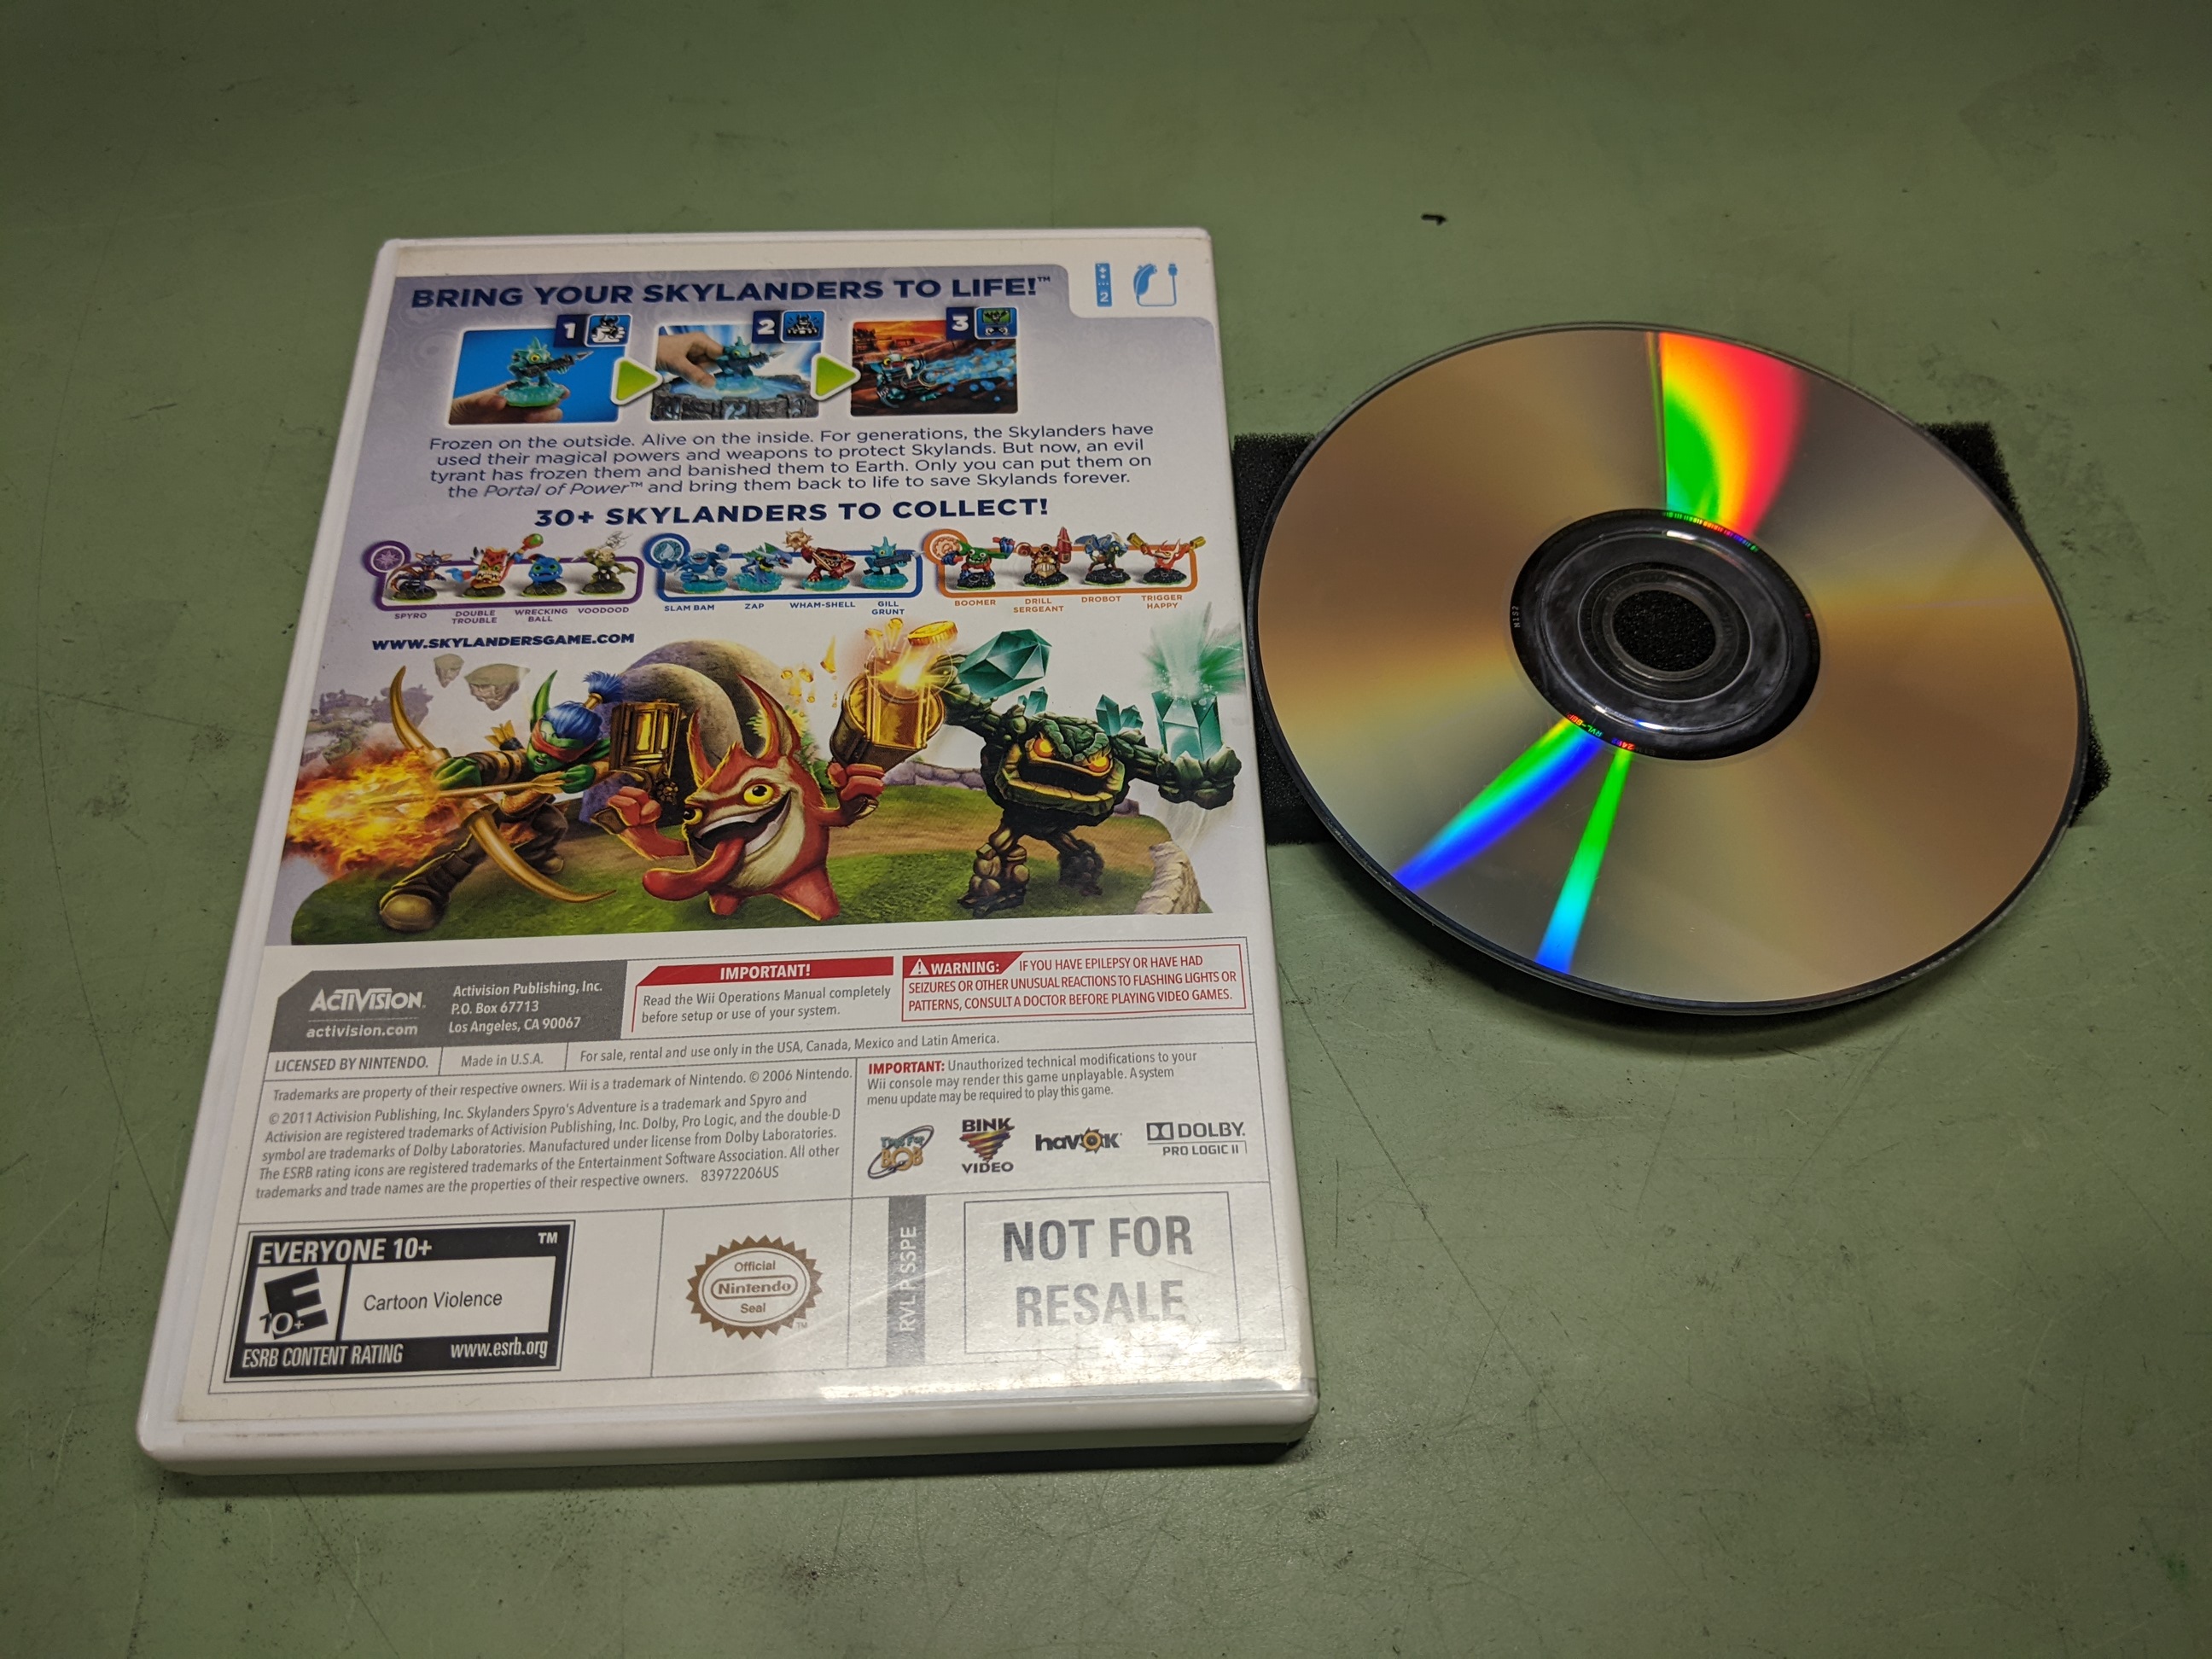 BRING YOUR SKYLANDERS TO LIFE!™
2
1
2
3
Frozen on the outside. Alive on the inside. For generations, the Skylanders have
used their magical powers and weapons to protect Skylands. But now, an evil
tyrant has frozen them and banished them to Earth. Only you can put them on
the Portal of Power™ and bring them back to life to save Skylands forever.
30+ SKYLANDERS TO COLLECT!
SPYRO
DOUBLE
TROUBLE
WRECKING
BALL
VOODOOD
SLAM BAM
ZAP
WHAM-SHELL
GILL
GRUNT
BOOMER
DRILL
SERGEANT
DROBOT
TRIGGER
HAPPY
WWW.SKYLANDERSGAME.COM
ACTIVISION.
activision.com
Activision Publishing, Inc.
P.O. Box 67713
Los Angeles, CA 90067
IMPORTANT!
Read the Wii Operations Manual completely
before setup or use of your system.
WARNING: IF YOU HAVE EPILEPSY OR HAVE HAD
SEIZURES OR OTHER UNUSUAL REACTIONS TO FLASHING LIGHTS OR
PATTERNS, CONSULT A DOCTOR BEFORE PLAYING VIDEO GAMES.
LICENSED BY NINTENDO.
Made in U.S.A.
For sale, rental and use only in the USA, Canada, Mexico and Latin America.
Trademarks are property of their respective owners. Wii is a trademark of Nintendo. © 2006 Nintendo.
© 2011 Activision Publishing, Inc. Skylanders Spyro's Adventure is a trademark and Spyro and
Activision are registered trademarks of Activision Publishing, Inc. Dolby, Pro Logic, and the double-D
symbol are trademarks of Dolby Laboratories. Manufactured under license from Dolby Laboratories.
The ESRB rating icons are registered trademarks of the Entertainment Software Association. All other
trademarks and trade names are the properties of their respective owners. 83972206US
IMPORTANT: Unauthorized technical modifications to your
Wii console may render this game unplayable. A system
menu update may be required to play this game.
Toys For
BOB
BINK
VIDEO
havok
DOLBY.
PRO LOGIC II
EVERYONE 10+ ™
E
10+
Cartoon Violence
ESRB CONTENT RATING www.esrb.org
Official
Nintendo
Seal
™
RVL P SSPE
NOT FOR
RESALE
N152